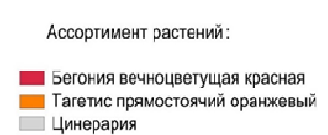 Ассортимент растений:
Бегония вечноцветущая красная
Тагетис прямостоячий оранжевый
Цинерария